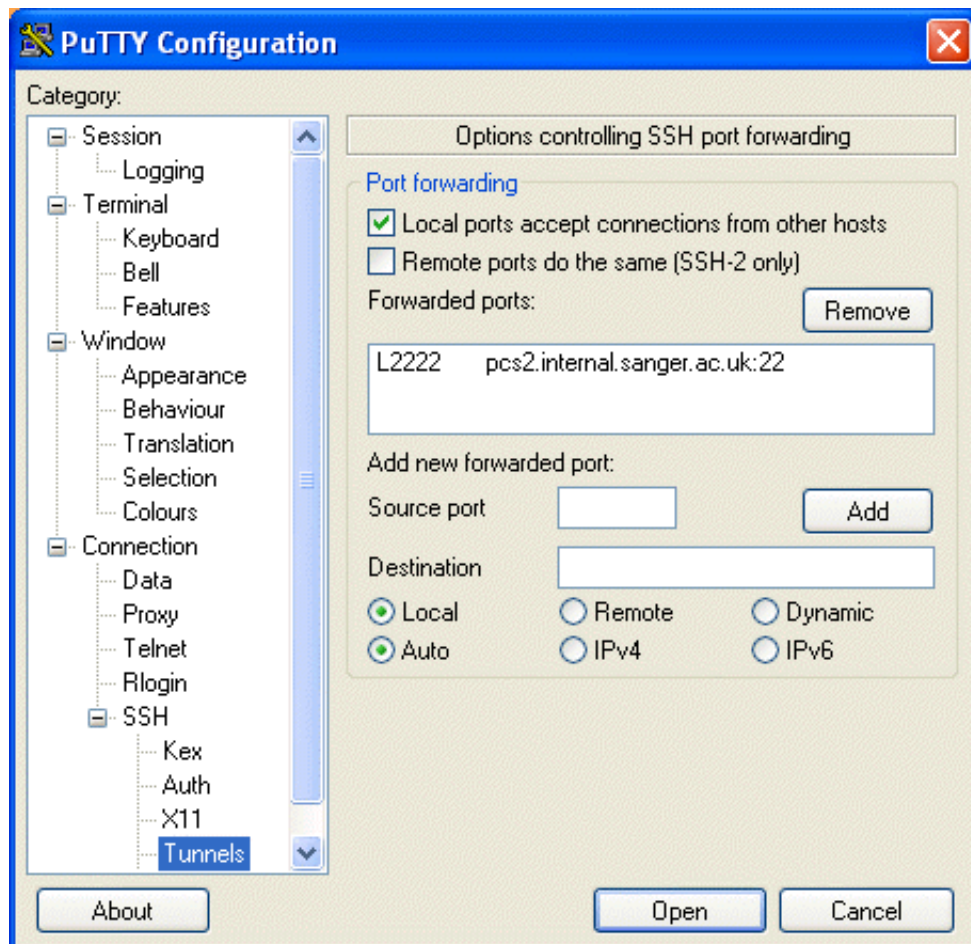 PuTTY Configuration
Category:
Session
Logging
Terminal
Keyboard
Bell
Features
Window
Appearance
Behaviour
Translation
Selection
Colours
Connection
Data
Proxy
Telnet
Rlogin
SSH
Kex
Auth
X11
Tunnels
Options controlling SSH port forwarding
Port forwarding
Local ports accept connections from other hosts
Remote ports do the same (SSH-2 only)
Forwarded ports:
Remove
L2222 pcs2.internal.sanger.ac.uk:22
Add new forwarded port:
Source port
Add
Destination
Local Remote Dynamic
Auto IPv4 IPv6
About Open Cancel